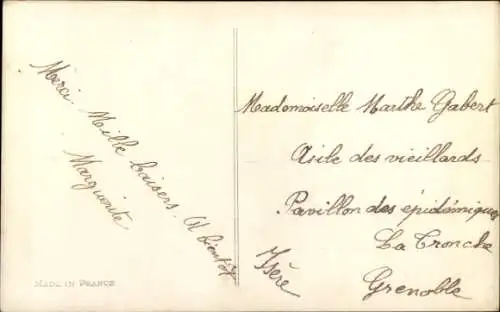 Merci. Mille baisers. A bientôt
Marguerite
MADE IN FRANCE
Mademoiselle Marthe Gabert
Asile des vieillards
Pavillon des épidémiques
La Tronche
Grenoble
Isère